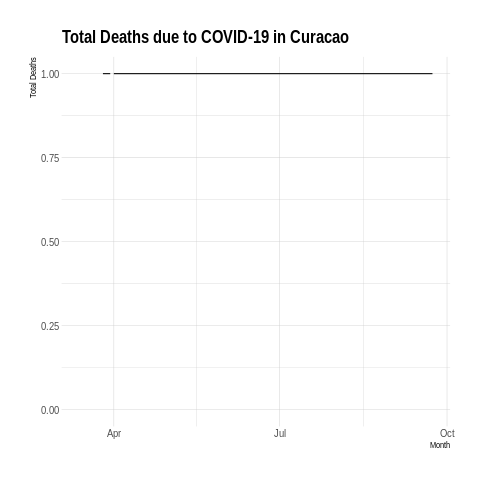 Total Deaths due to COVID-19 in Curacao
Total Deaths
1.00
0.75
0.50
0.25
0.00
Apr
Jul
Oct
Month